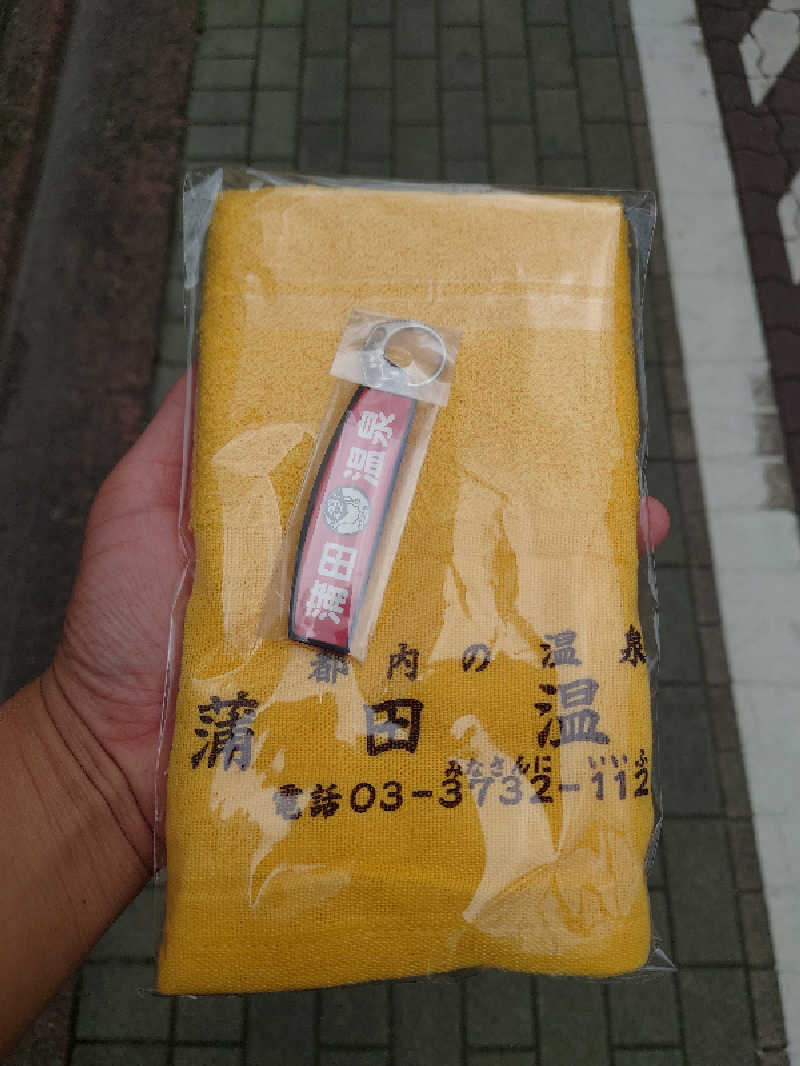 蒲田温泉
都内の温泉
蒲田温
みなさんに いいふ
電話03-3732-112